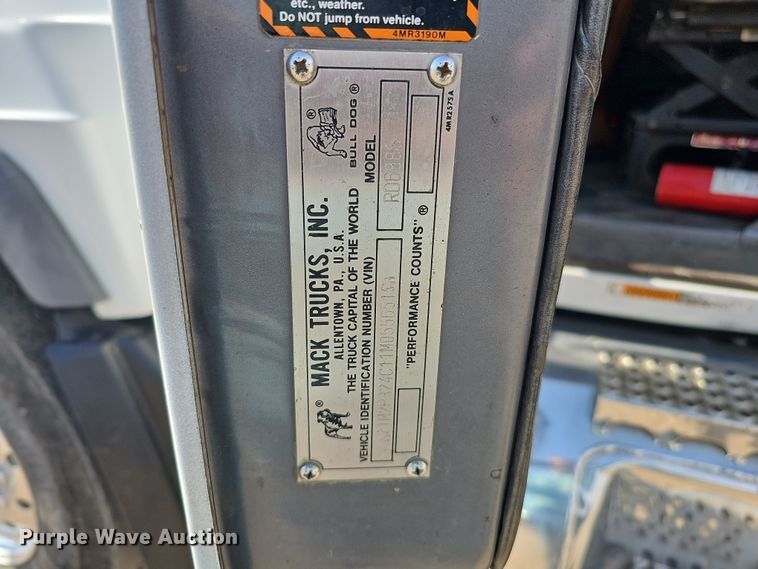 etc., weather.
Do NOT jump from vehicle.
4MR3190M
4MR2575A
MACK TRUCKS, INC.
ALLENTOWN, PA., U.S.A.
THE TRUCK CAPITAL OF THE WORLD
BULL DOG ®
VEHICLE IDENTIFICATION NUMBER (VIN)
MODEL
"PERFORMANCE COUNTS" ®
Purple Wave Auction